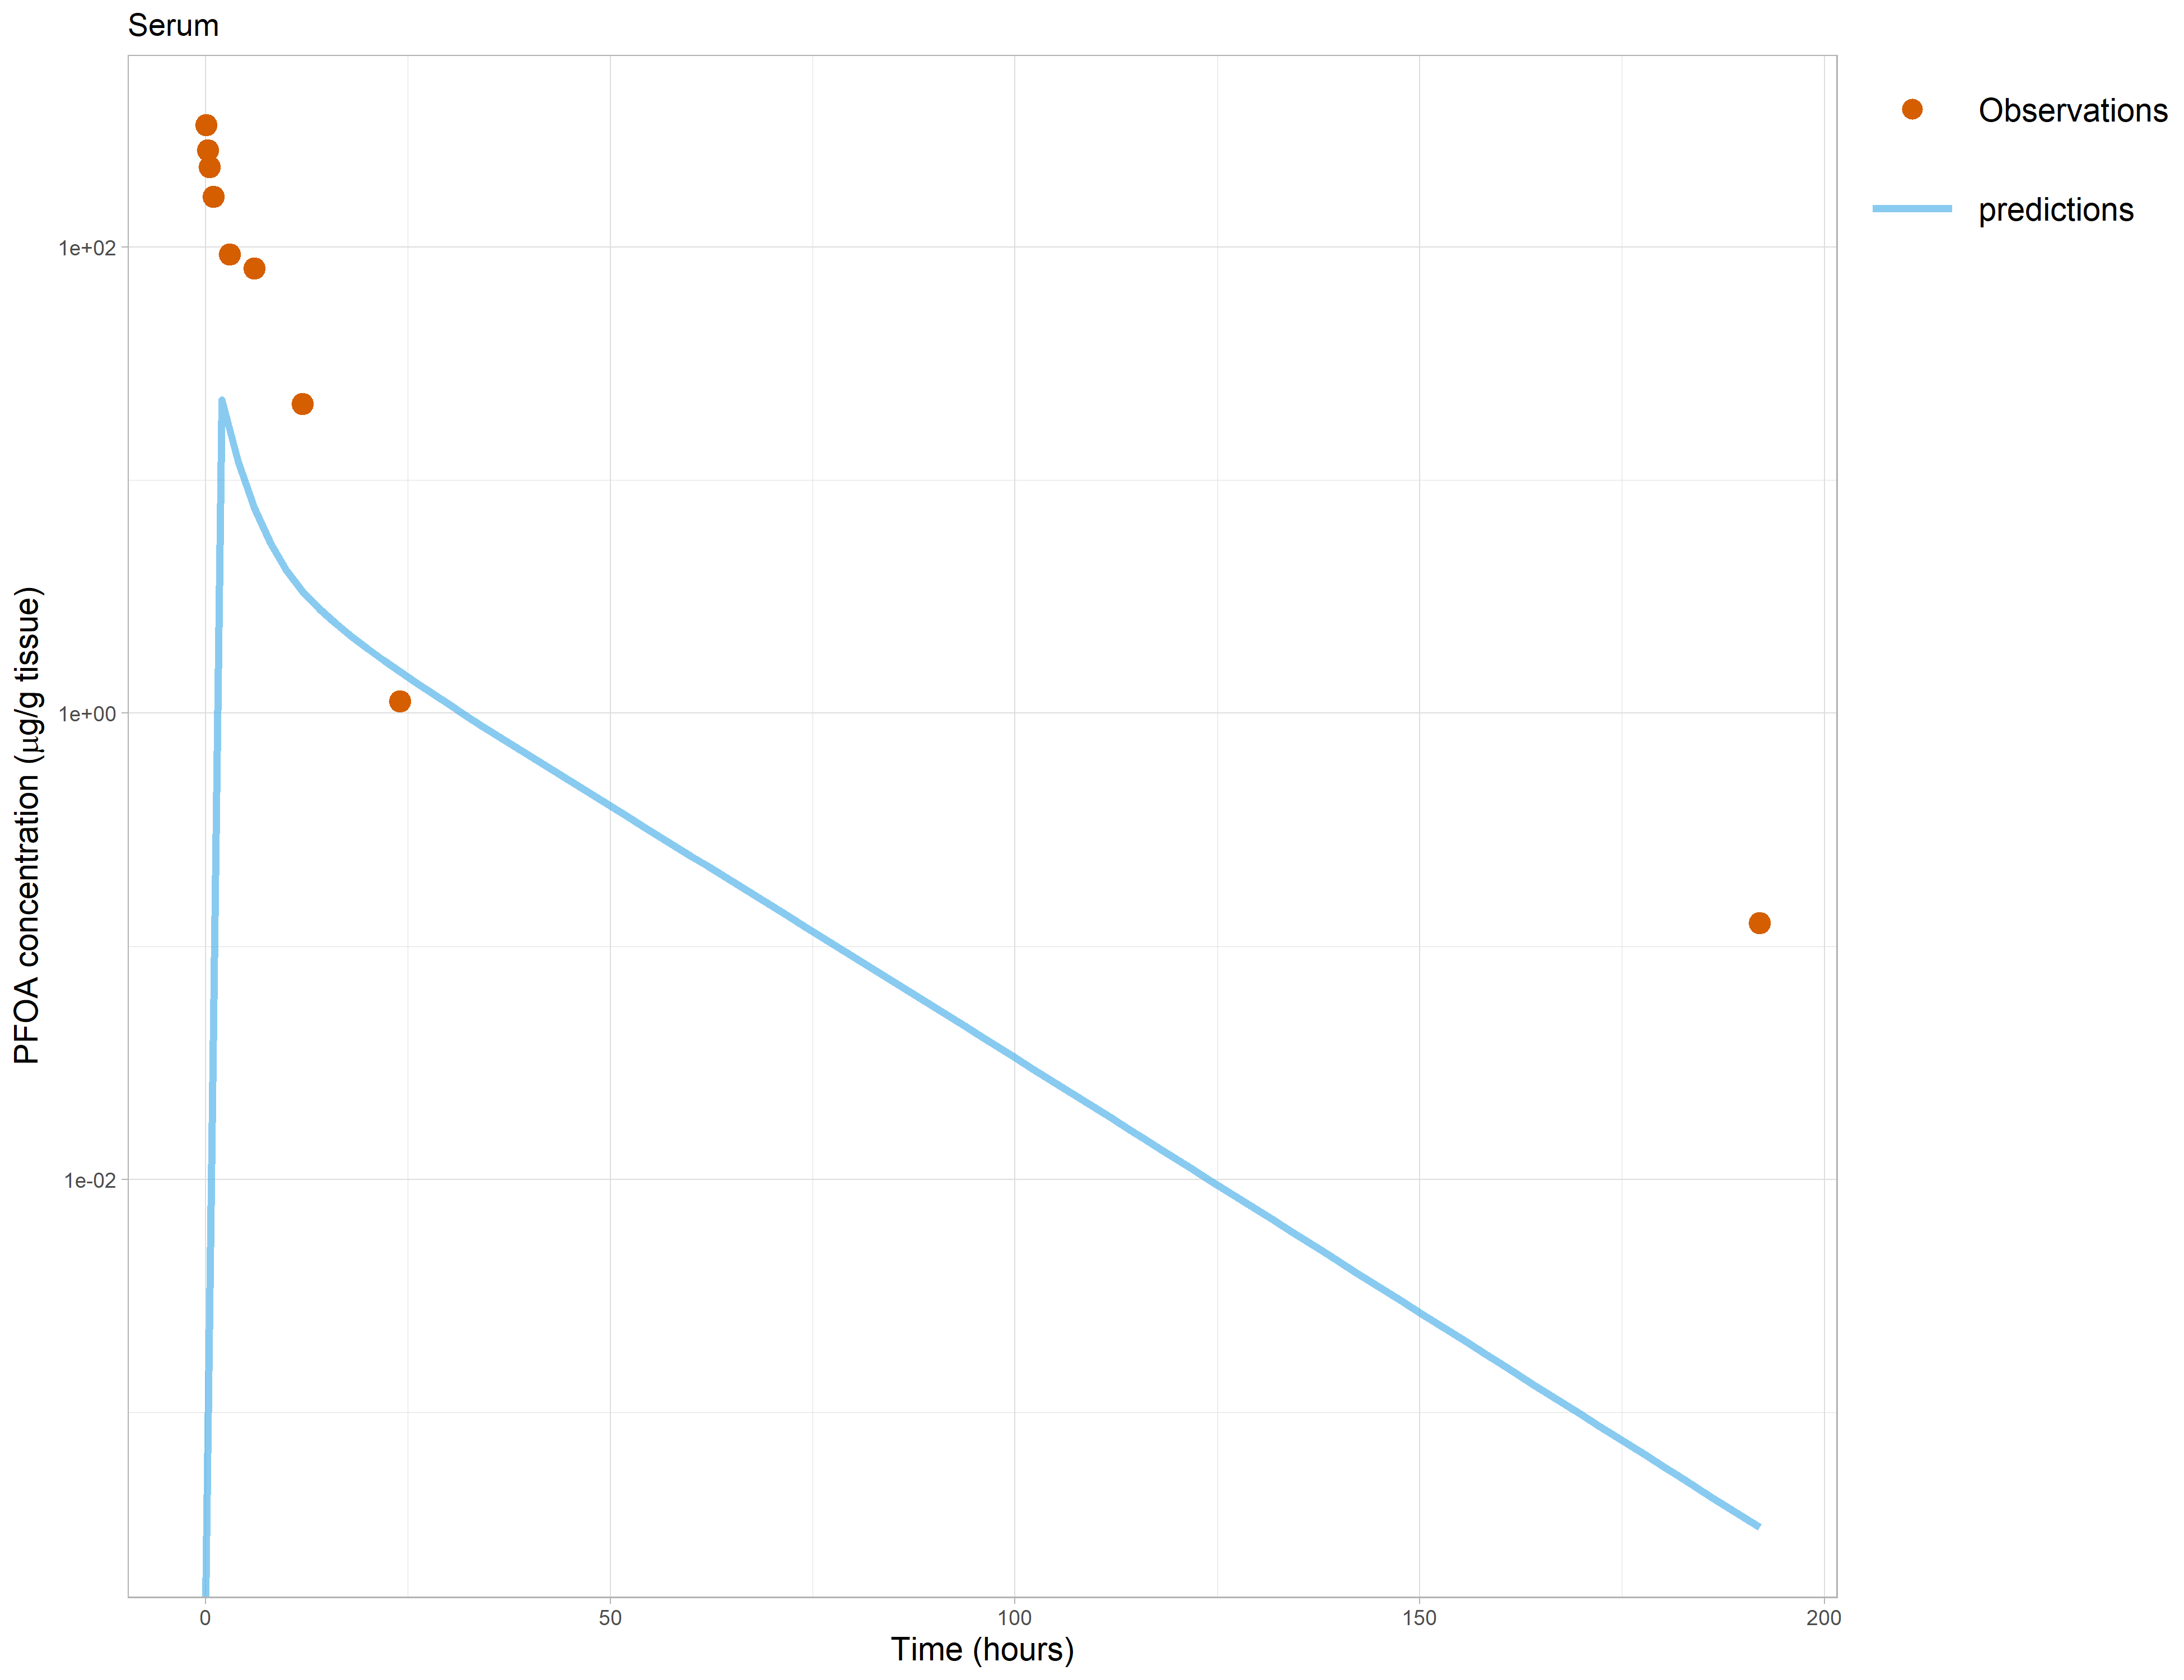 Serum
Observations
predictions
PFOA concentration (μg/g tissue)
1e+02
1e+00
1e-02
0 50 100 150 200
Time (hours)